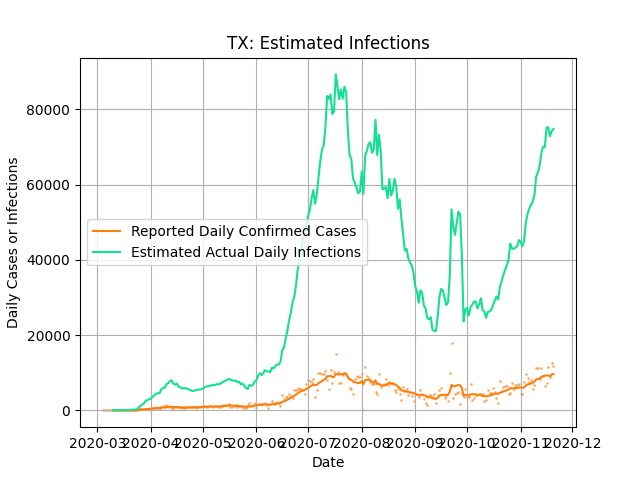 TX: Estimated Infections
Daily Cases or Infections
80000
60000
40000
20000
0
Reported Daily Confirmed Cases
Estimated Actual Daily Infections
2020-03 2020-04 2020-05 2020-06 2020-07 2020-08 2020-09 2020-10 2020-11 2020-12
Date